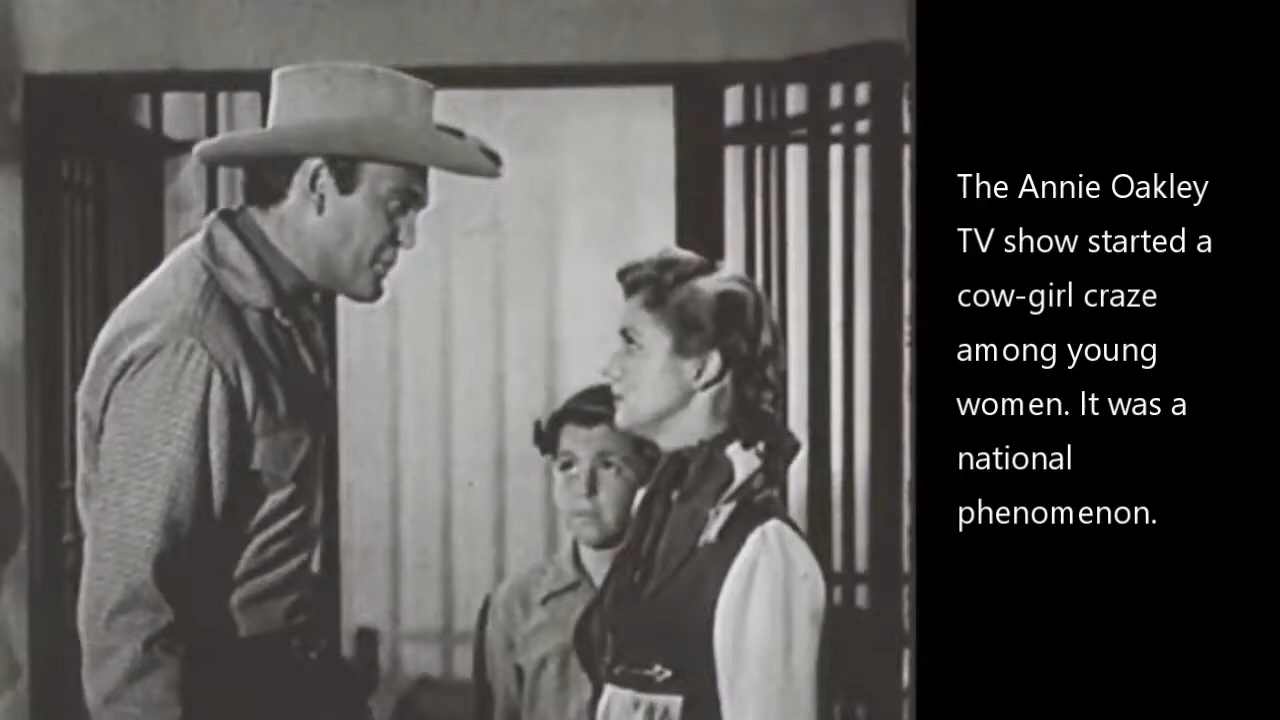 The Annie Oakley
TV show started a
cow-girl craze
among young
women. It was a
national
phenomenon.